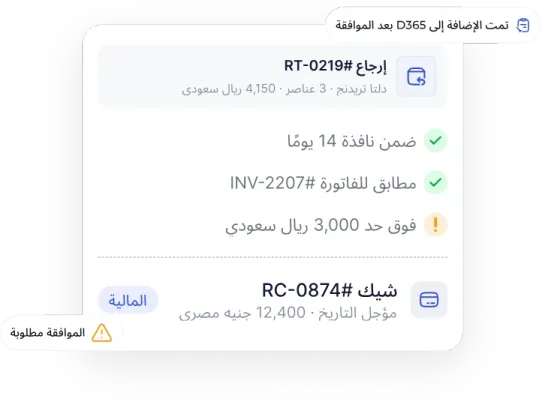 تمت الإضافة إلى D365 بعد الموافقة
إرجاع #RT-0219
دلتا تريدنج · 3 عناصر · 4,150 ريال سعودي
ضمن نافذة 14 يومًا
مطابق للفاتورة #INV-2207
فوق حد 3,000 ريال سعودي
شيك #RC-0874
المالية
مؤجل التاريخ · 12,400 جنيه مصري
الموافقة مطلوبة